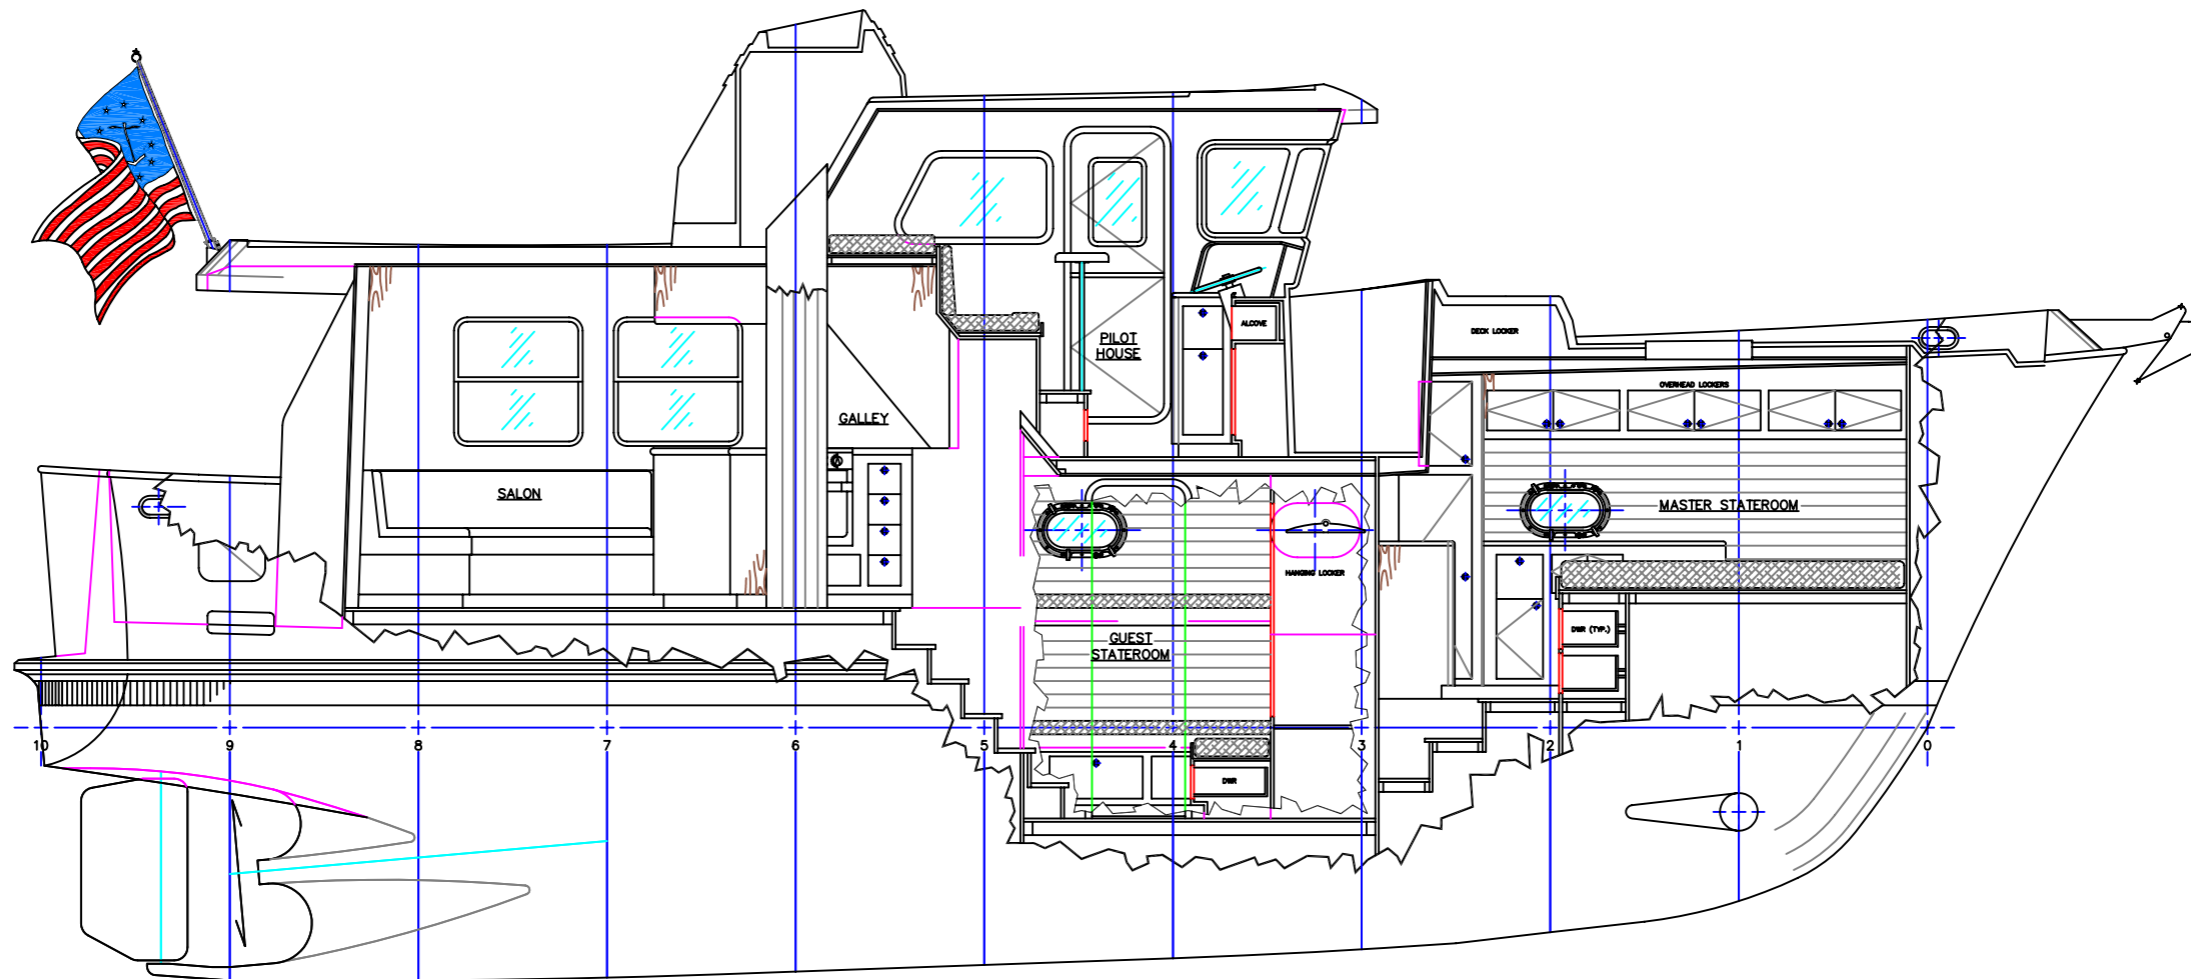 DECK LOCKER
ALCOVE
PILOT
HOUSE
OVERHEAD LOCKERS
GALLEY
SALON
MASTER STATEROOM
HANGING LOCKER
GUEST
STATEROOM
DWR (TYP.)
DWR
10 9 8 7 6 5 4 3 2 1 0